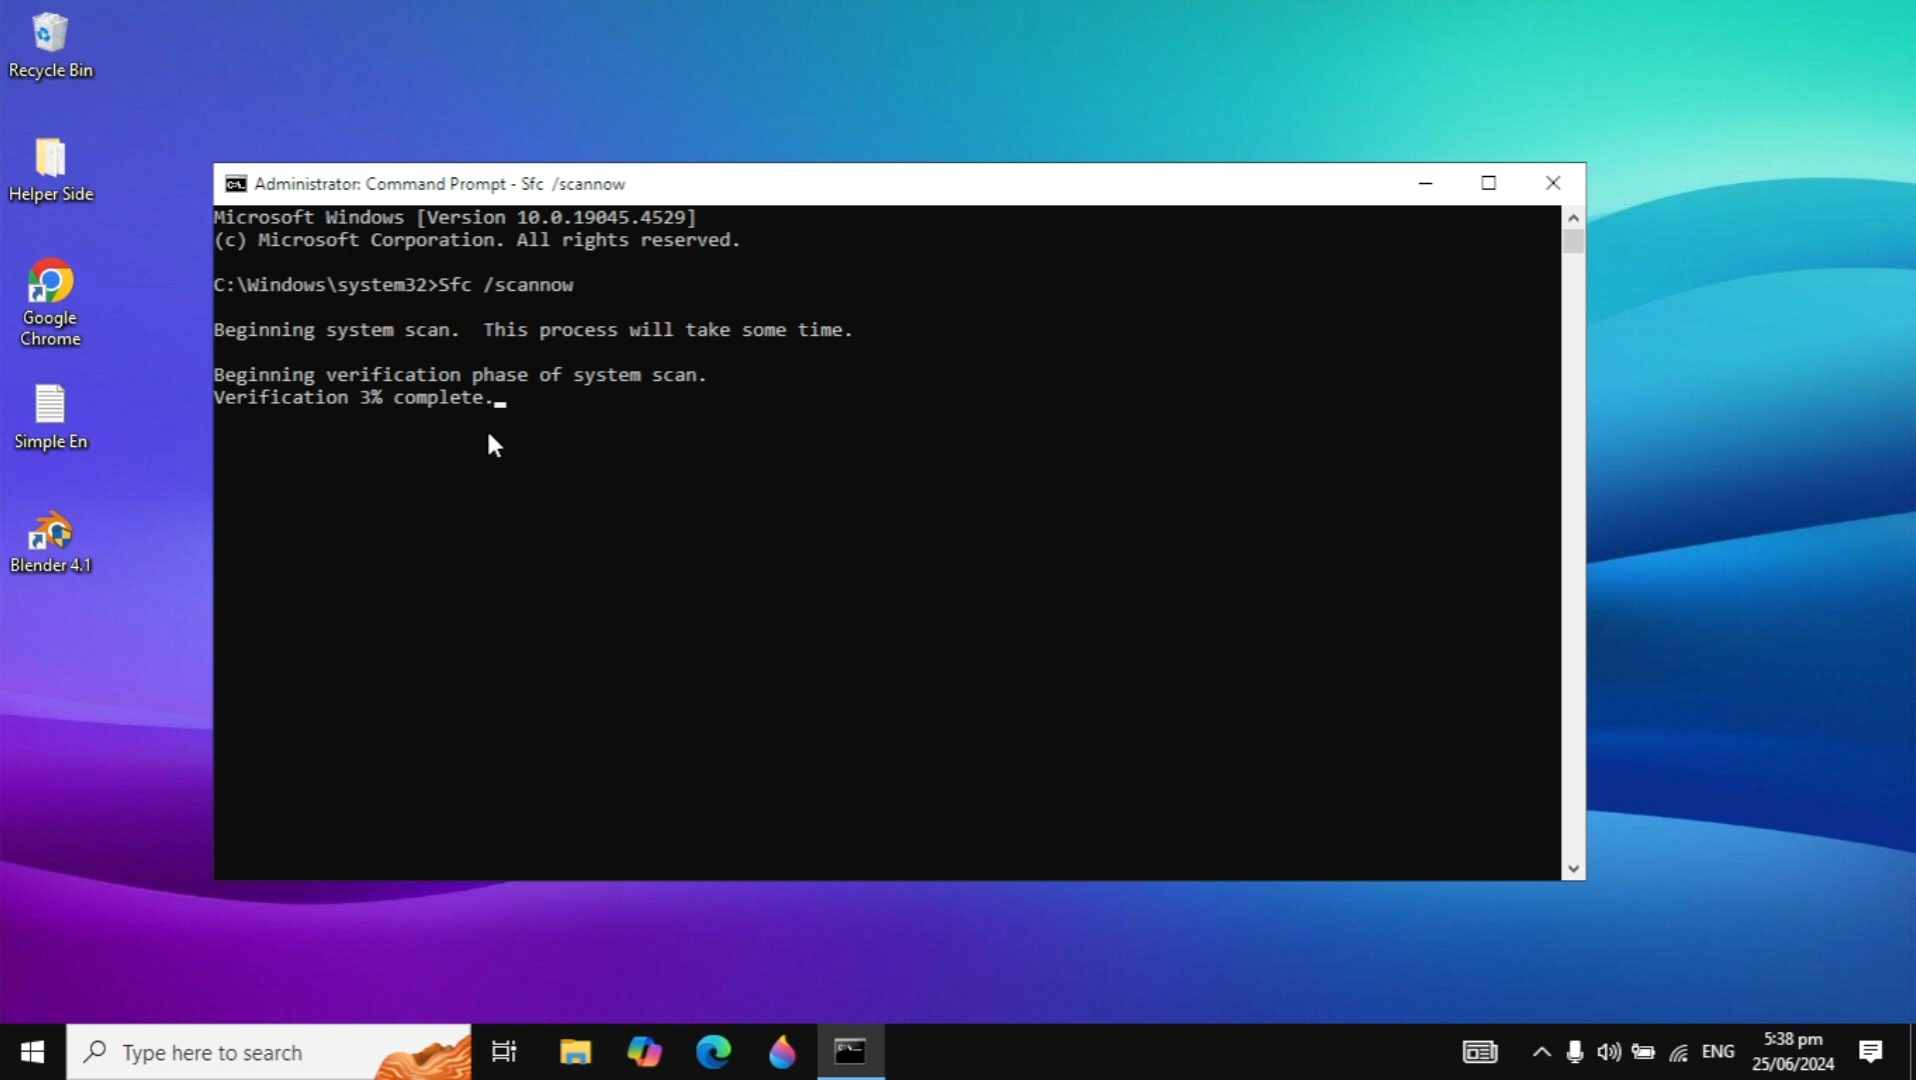 Recycle Bin
Helper Side
Google
Chrome
Simple En
Blender 4.1
Administrator: Command Prompt - Sfc  /scannow
Microsoft Windows [Version 10.0.19045.4529]
(c) Microsoft Corporation. All rights reserved.
C:\Windows\system32>Sfc /scannow
Beginning system scan.  This process will take some time.
Beginning verification phase of system scan.
Verification 3% complete.
Type here to search
ENG
5:38 pm
25/06/2024